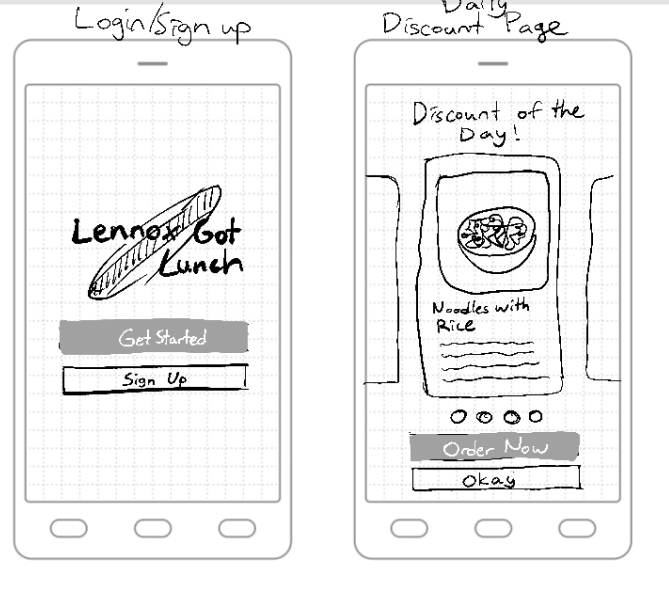 Login/Sign up
Lennox Got
Lunch
Get Started
Sign Up
Daily
Discount Page
Discount of the
Day!
Noodles with
Rice
Order Now
Okay